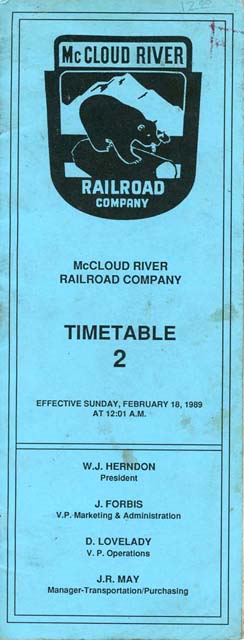 McCLOUD RIVER
RAILROAD
COMPANY
McCLOUD RIVER
RAILROAD COMPANY
TIMETABLE
2
EFFECTIVE SUNDAY, FEBRUARY 18, 1989
AT 12:01 A.M.
W.J. HERNDON
President
J. FORBIS
V.P. Marketing & Administration
D. LOVELADY
V. P. Operations
J.R. MAY
Manager-Transportation/Purchasing